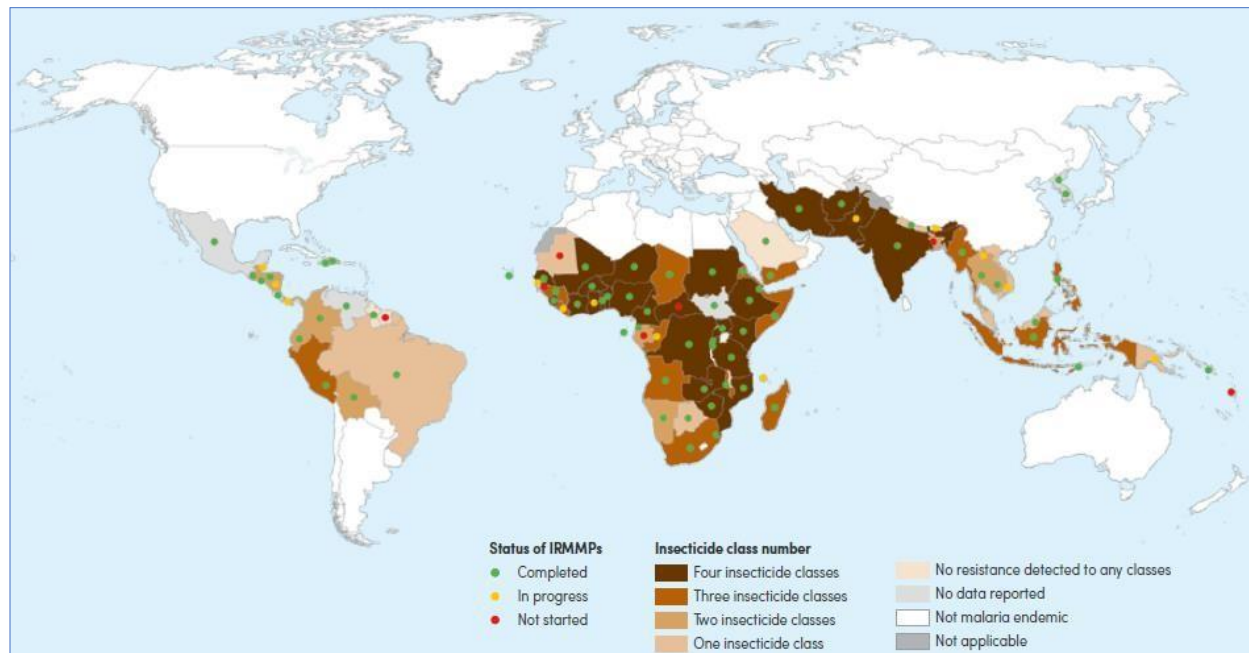 Status of IRMMPs
Completed
In progress
Not started
Insecticide class number
Four insecticide classes
Three insecticide classes
Two insecticide classes
One insecticide class
No resistance detected to any classes
No data reported
Not malaria endemic
Not applicable